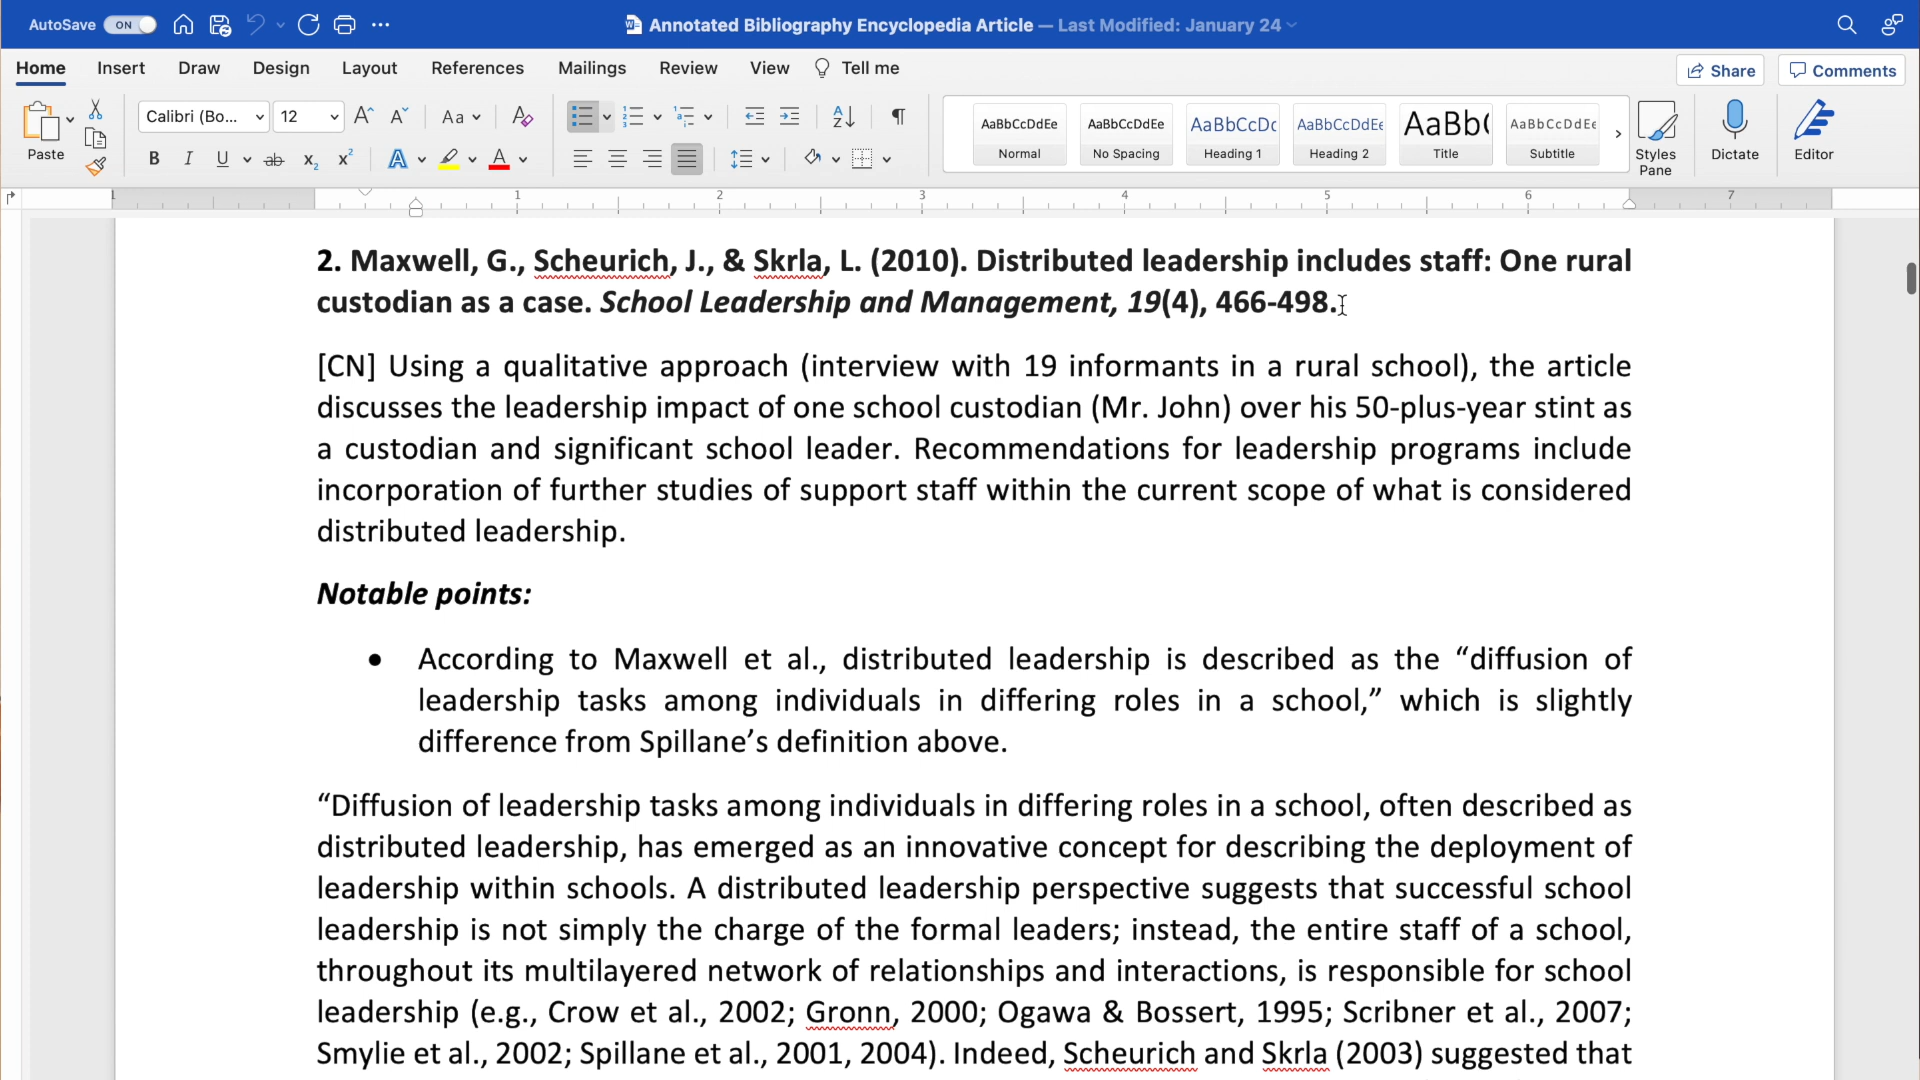 AutoSave ON Annotated Bibliography Encyclopedia Article — Last Modified: January 24
Home Insert Draw Design Layout References Mailings Review View Tell me Share Comments
Paste Calibri (Bo... 12 Aa
AaBbCcDdEe AaBbCcDdEe AaBbCcDc AaBbCcDdEe AaBb( AaBbCcDdEe
Normal No Spacing Heading 1 Heading 2 Title Subtitle
Styles Pane Dictate Editor
1 1 2 3 4 5 6 7
2. Maxwell, G., Scheurich, J., & Skrla, L. (2010). Distributed leadership includes staff: One rural
custodian as a case. School Leadership and Management, 19(4), 466-498.
[CN] Using a qualitative approach (interview with 19 informants in a rural school), the article
discusses the leadership impact of one school custodian (Mr. John) over his 50-plus-year stint as
a custodian and significant school leader. Recommendations for leadership programs include
incorporation of further studies of support staff within the current scope of what is considered
distributed leadership.
Notable points:
• According to Maxwell et al., distributed leadership is described as the “diffusion of
leadership tasks among individuals in differing roles in a school,” which is slightly
difference from Spillane’s definition above.
“Diffusion of leadership tasks among individuals in differing roles in a school, often described as
distributed leadership, has emerged as an innovative concept for describing the deployment of
leadership within schools. A distributed leadership perspective suggests that successful school
leadership is not simply the charge of the formal leaders; instead, the entire staff of a school,
throughout its multilayered network of relationships and interactions, is responsible for school
leadership (e.g., Crow et al., 2002; Gronn, 2000; Ogawa & Bossert, 1995; Scribner et al., 2007;
Smylie et al., 2002; Spillane et al., 2001, 2004). Indeed, Scheurich and Skrla (2003) suggested that